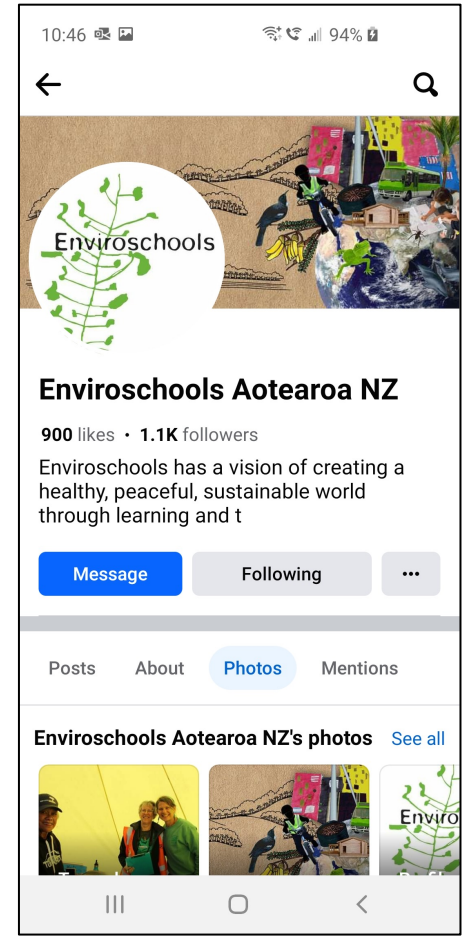 10:46
94%
Enviroschools
Enviroschools Aotearoa NZ
900 likes • 1.1K followers
Enviroschools has a vision of creating a
healthy, peaceful, sustainable world
through learning and t
Message
Following
Posts
About
Photos
Mentions
Enviroschools Aotearoa NZ's photos
See all
Enviro